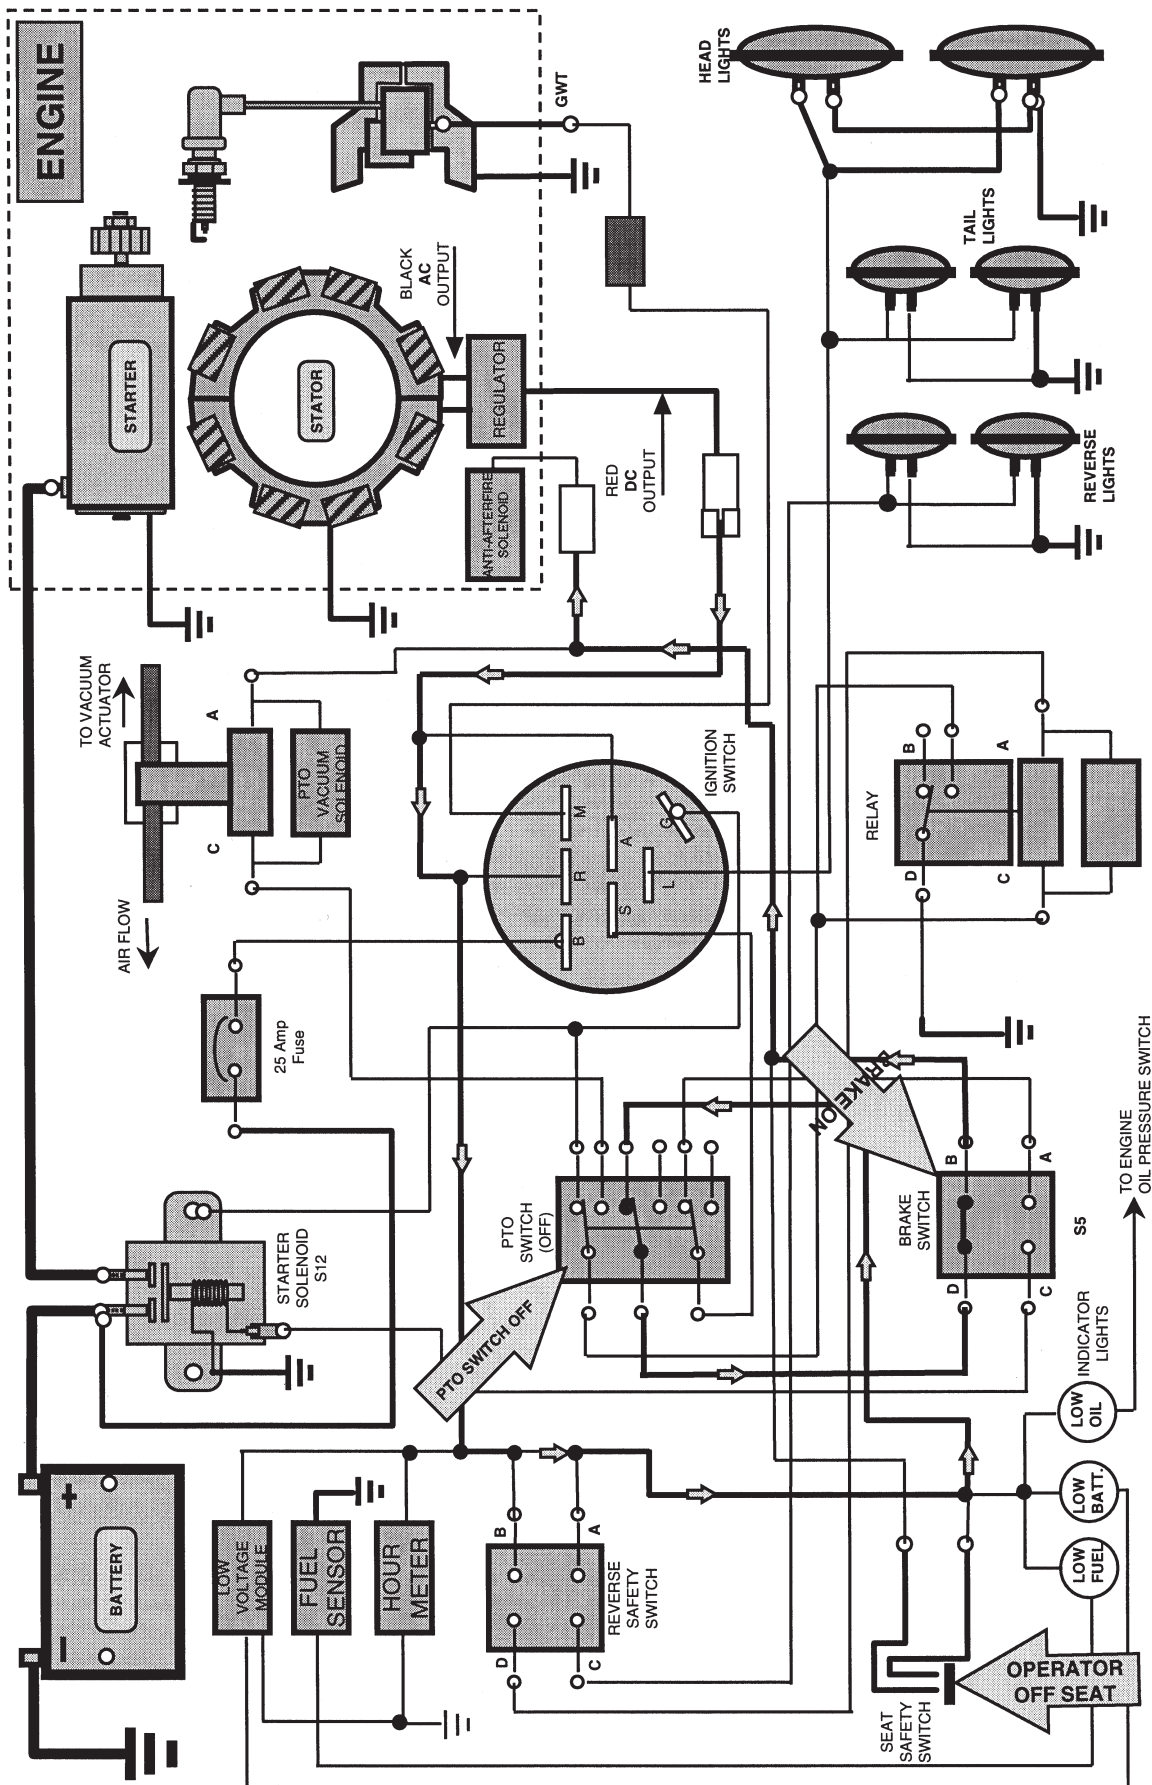 ENGINE
STARTER
STATOR
BLACK
AC
OUTPUT
REGULATOR
ANTI-AFTERFIRE
SOLENOID
GWT
RED
DC
OUTPUT
HEAD
LIGHTS
TAIL
LIGHTS
REVERSE
LIGHTS
TO VACUUM
ACTUATOR
AIR FLOW
A
C
PTO
VACUUM
SOLENOID
25 Amp
Fuse
IGNITION
SWITCH
M
R
B
A
S
L
G
RELAY
B
D
A
C
STARTER
SOLENOID
S12
PTO
SWITCH
(OFF)
PTO SWITCH OFF
BRAKE
ON
BRAKE
SWITCH
B
A
D
C
S5
TO ENGINE
OIL PRESSURE SWITCH
INDICATOR
LIGHTS
LOW
OIL
LOW
BATT.
LOW
FUEL
BATTERY
+
–
LOW
VOLTAGE
MODULE
FUEL
SENSOR
HOUR
METER
B
A
D
C
REVERSE
SAFETY
SWITCH
SEAT
SAFETY
SWITCH
OPERATOR
OFF SEAT